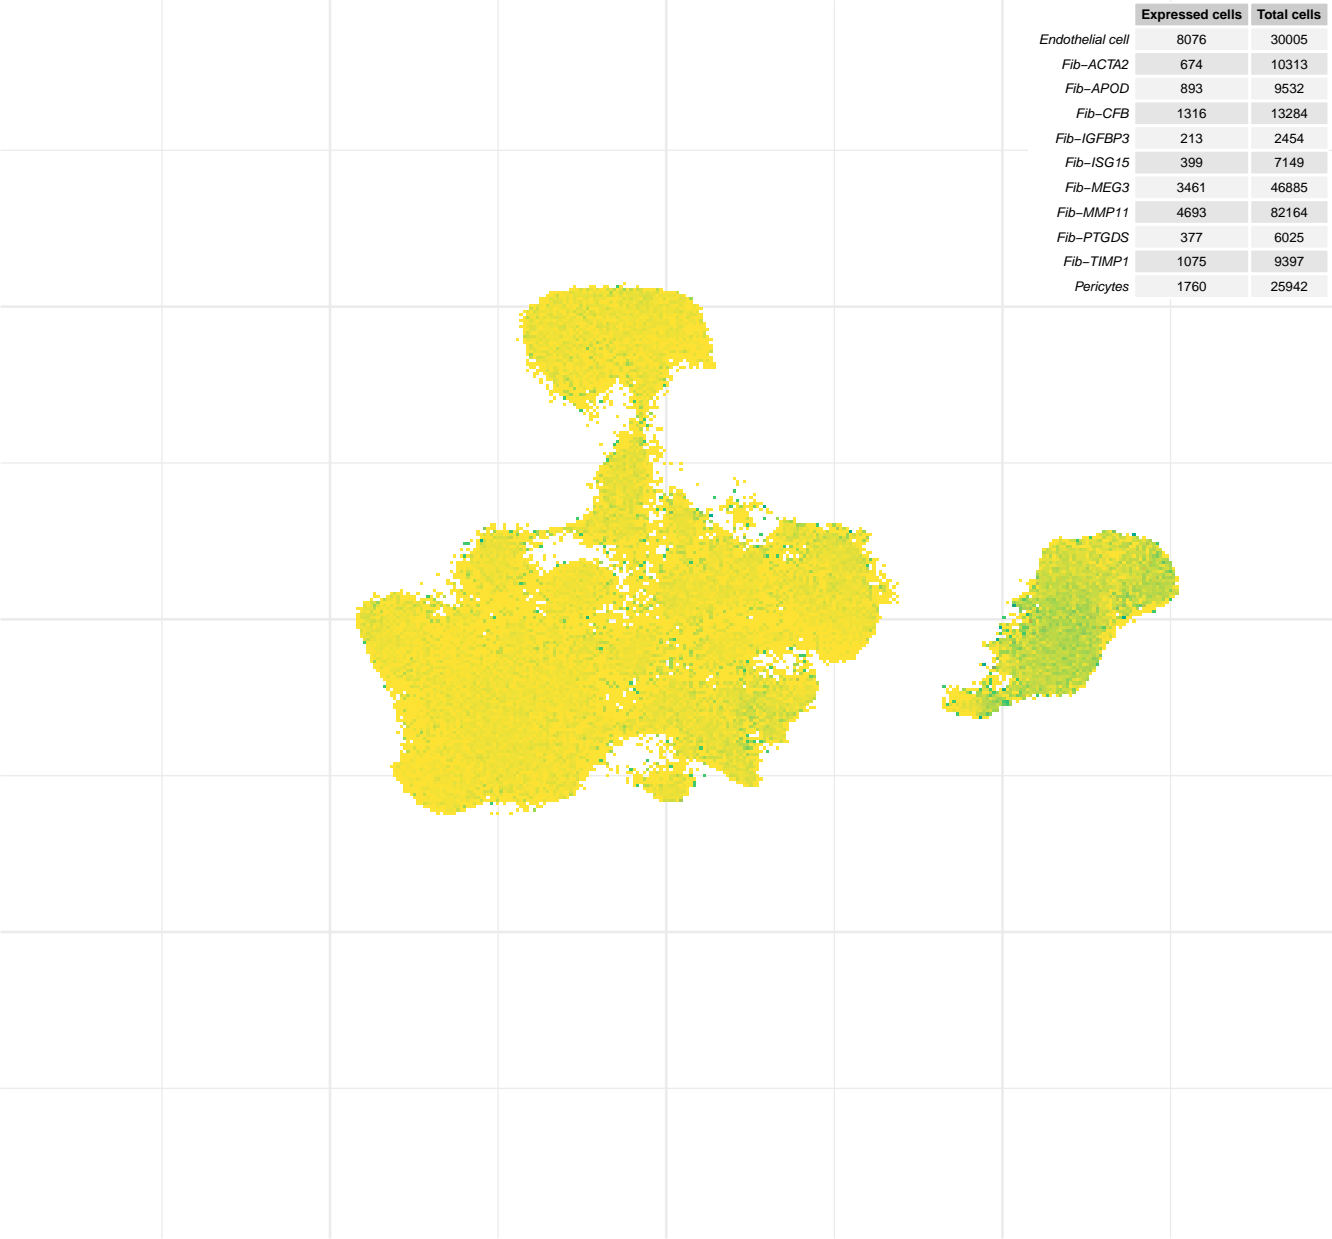 Expressed cells Total cells
Endothelial cell 8076 30005
Fib−ACTA2 674 10313
Fib−APOD 893 9532
Fib−CFB 1316 13284
Fib−IGFBP3 213 2454
Fib−ISG15 399 7149
Fib−MEG3 3461 46885
Fib−MMP11 4693 82164
Fib−PTGDS 377 6025
Fib−TIMP1 1075 9397
Pericytes 1760 25942